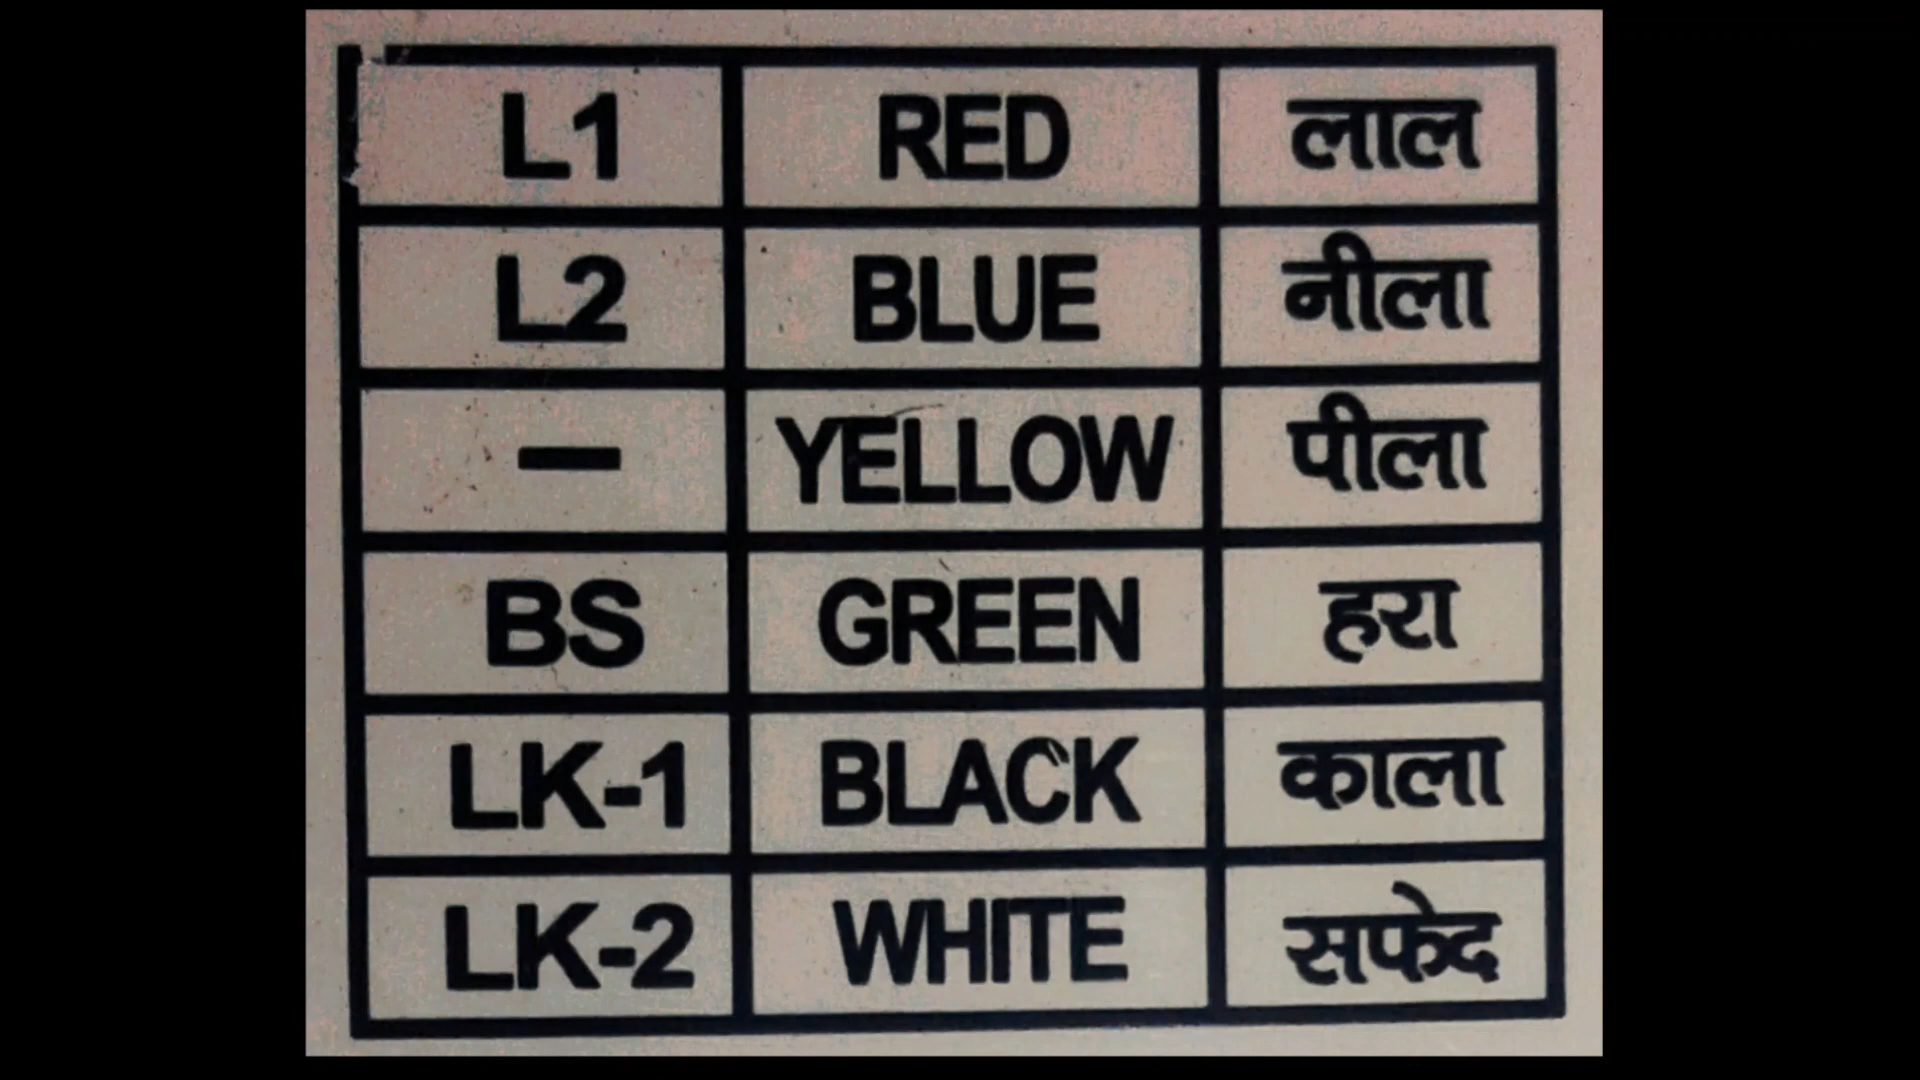 L1 RED लाल
L2 BLUE नीला
— YELLOW पीला
BS GREEN हरा
LK-1 BLACK काला
LK-2 WHITE सफेद